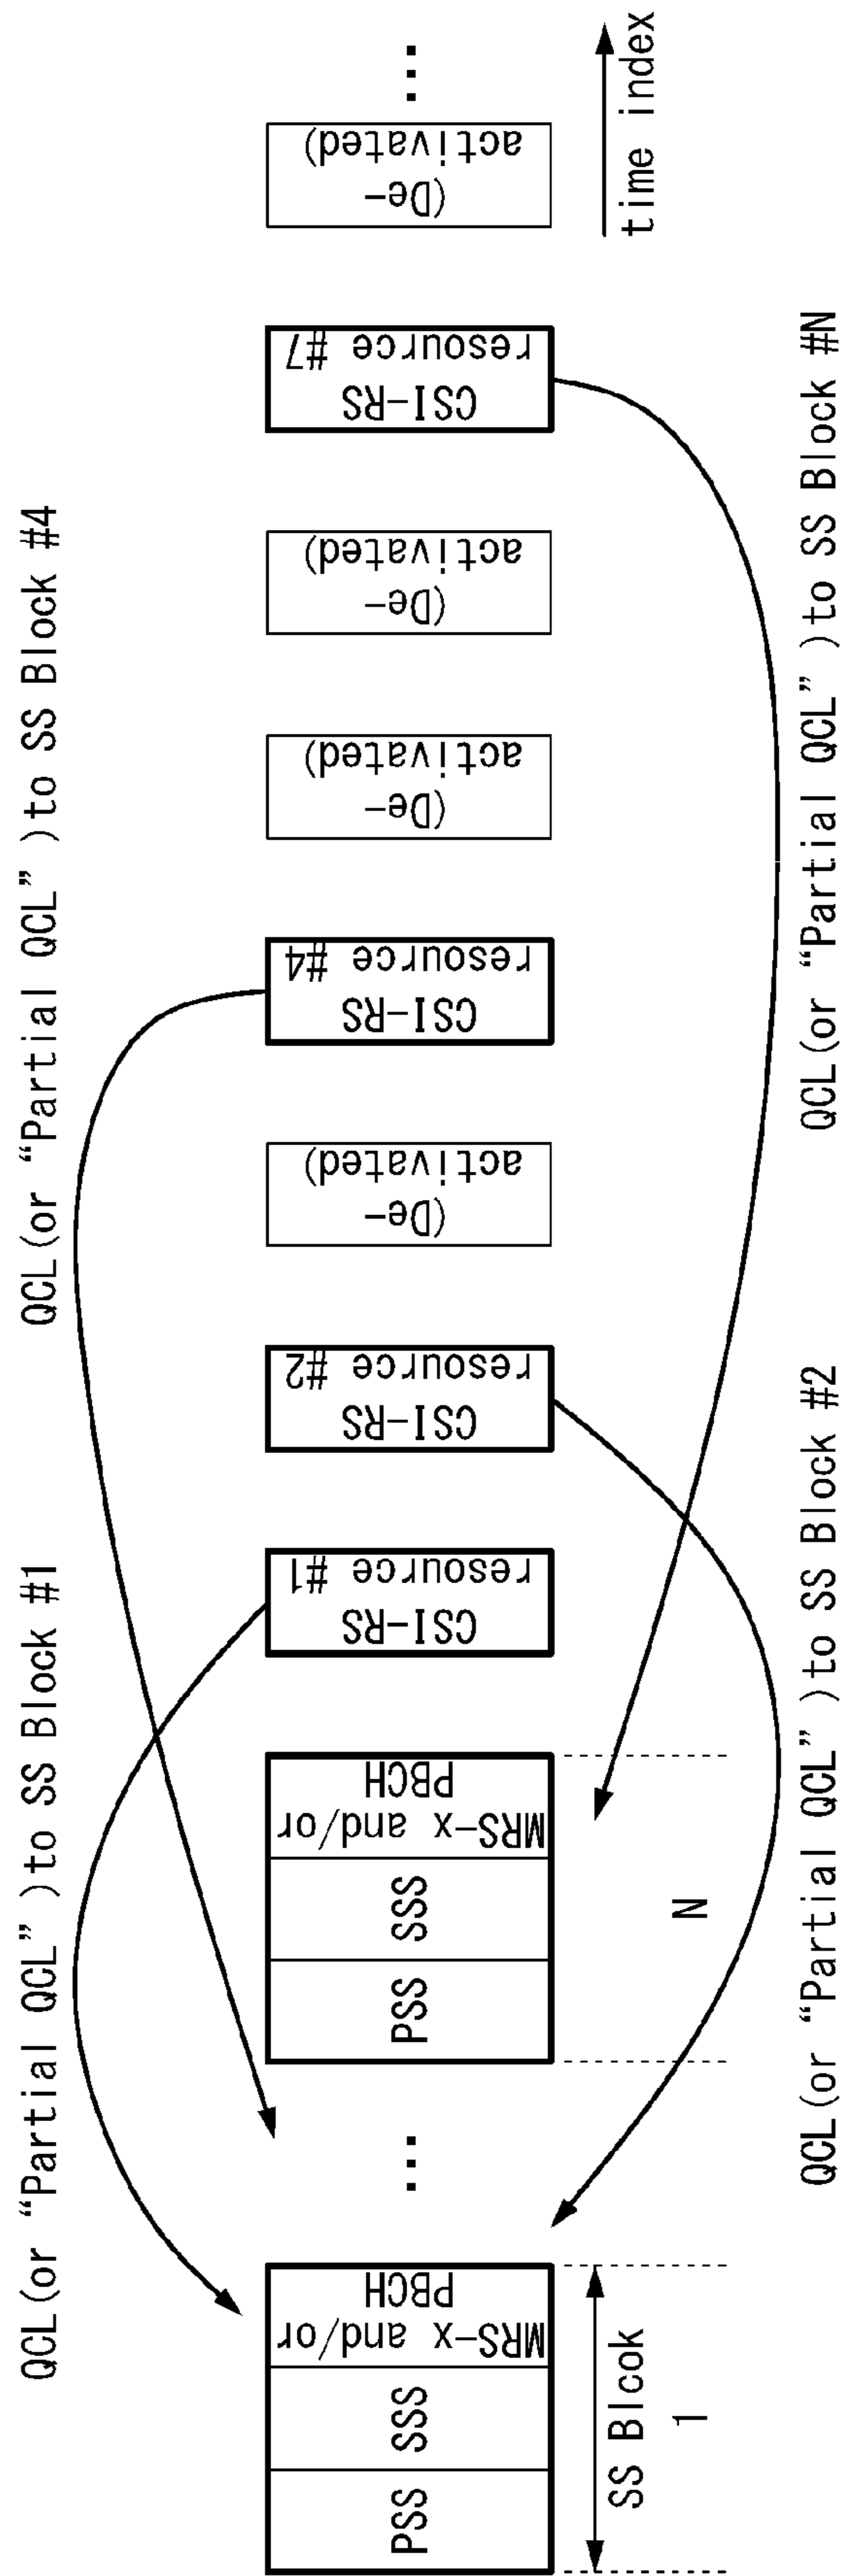 QCL(or “Partial QCL”)to SS Block #1
QCL(or “Partial QCL”)to SS Block #4
PSS
SSS
MRS-x and/or
PBCH
...
PSS
SSS
MRS-x and/or
PBCH
CSI-RS
resource #1
CSI-RS
resource #2
(De-
activated)
CSI-RS
resource #4
(De-
activated)
(De-
activated)
CSI-RS
resource #7
(De-
activated)
...
SS Blcok
1
N
time index
QCL(or “Partial QCL”)to SS Block #2
QCL(or “Partial QCL”)to SS Block #N